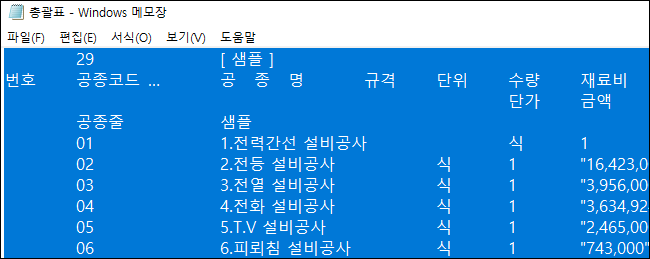 총괄표 - Windows 메모장
파일(F) 편집(E) 서식(O) 보기(V) 도움말
29 [ 샘플 ]
번호 공종코드 ... 공 종 명 규격 단위 수량 재료비
단가 금액
공종줄 샘플
01 1.전력간선 설비공사 식 1
02 2.전등 설비공사 식 1 "16,423,0
03 3.전열 설비공사 식 1 "3,956,00
04 4.전화 설비공사 식 1 "3,634,92
05 5.T.V 설비공사 식 1 "2,465,00
06 6.피뢰침 설비공사 식 1 "743,000"